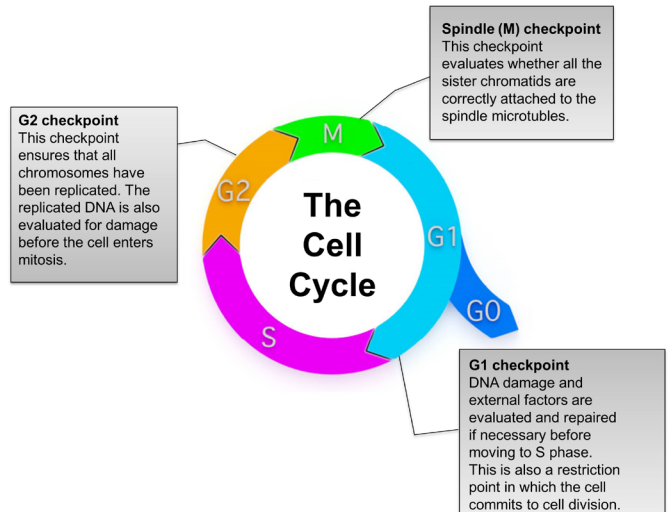 Spindle (M) checkpoint
This checkpoint
evaluates whether all the
sister chromatids are
correctly attached to the
spindle microtubles.
G2 checkpoint
This checkpoint
ensures that all
chromosomes have
been replicated. The
replicated DNA is also
evaluated for damage
before the cell enters
mitosis.
M
G2
The
Cell
Cycle
G1
S
G0
G1 checkpoint
DNA damage and
external factors are
evaluated and repaired
if necessary before
moving to S phase.
This is also a restriction
point in which the cell
commits to cell division.